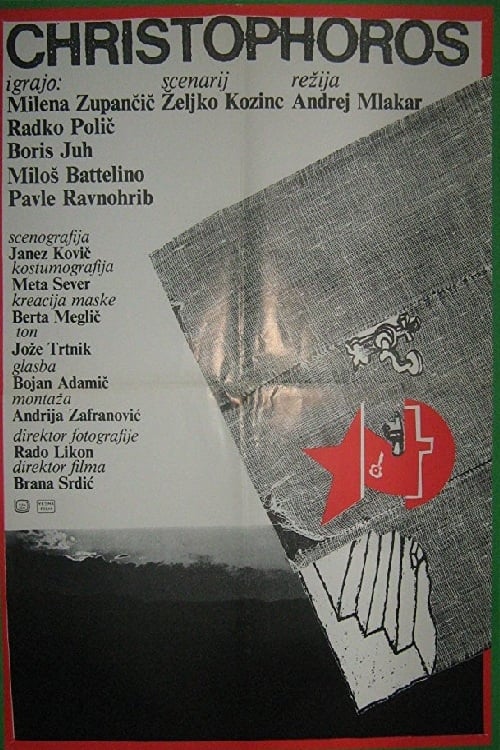 CHRISTOPHOROS
igrajo:
Milena Zupančič
Radko Polič
Boris Juh
Miloš Battelino
Pavle Ravnohrib
scenarij
Željko Kozinc
režija
Andrej Mlakar
scenografija
Janez Kovič
kostumografija
Meta Sever
kreacija maske
Berta Meglič
ton
Jože Trtnik
glasba
Bojan Adamič
montaža
Andrija Zafranović
direktor fotografije
Rado Likon
direktor filma
Brana Srdić